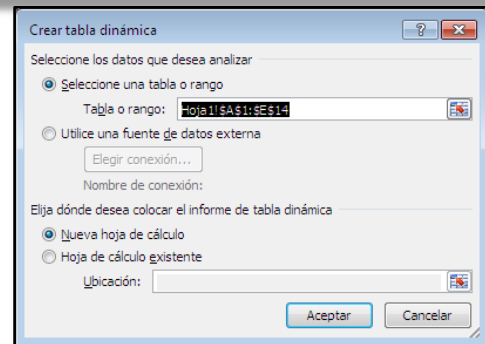 Crear tabla dinámica
Seleccione los datos que desea analizar
Seleccione una tabla o rango
Tabla o rango: Hoja1!$A$1:$E$14
Utilice una fuente de datos externa
Elegir conexión...
Nombre de conexión:
Elija dónde desea colocar el informe de tabla dinámica
Nueva hoja de cálculo
Hoja de cálculo existente
Ubicación:
Aceptar Cancelar